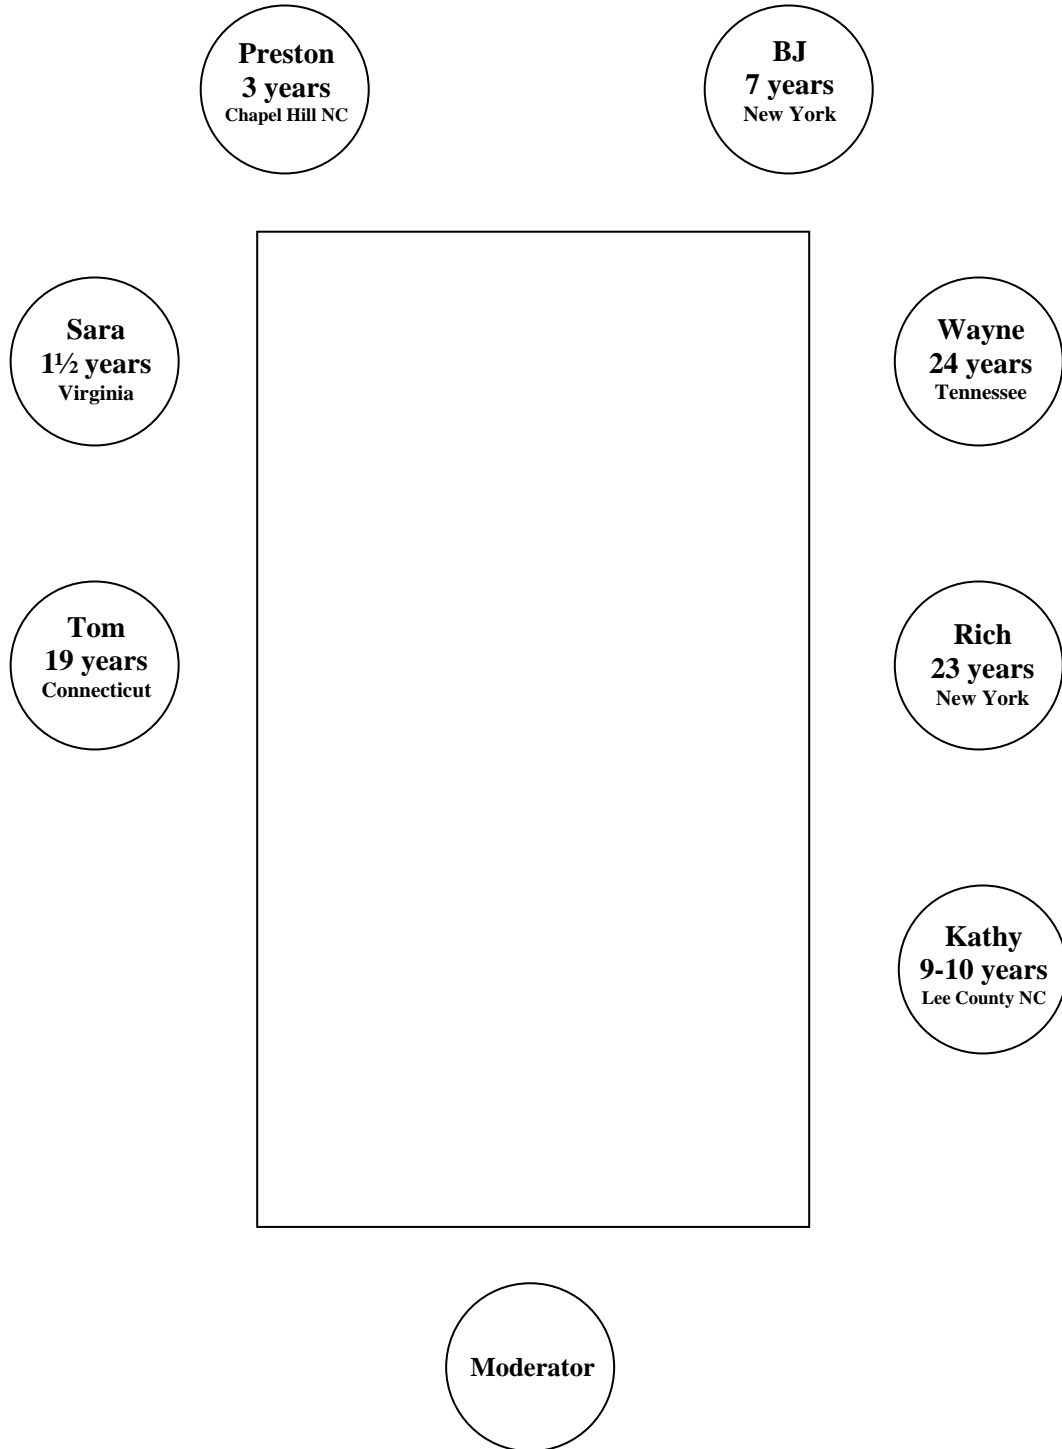 Preston
3 years
Chapel Hill NC
BJ
7 years
New York
Sara
1½ years
Virginia
Wayne
24 years
Tennessee
Tom
19 years
Connecticut
Rich
23 years
New York
Kathy
9-10 years
Lee County NC
Moderator